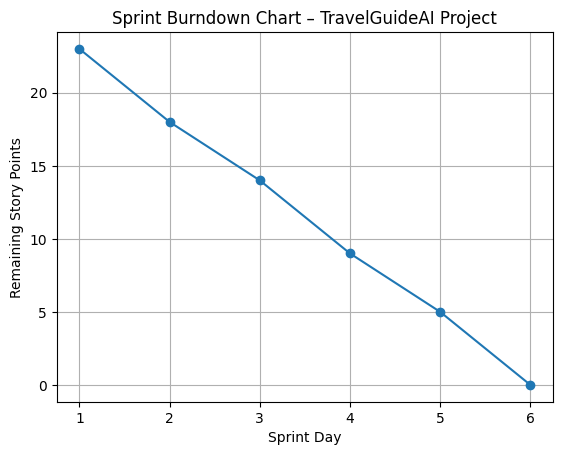 Sprint Burndown Chart – TravelGuideAI Project
Remaining Story Points
20
15
10
5
0
1 2 3 4 5 6
Sprint Day